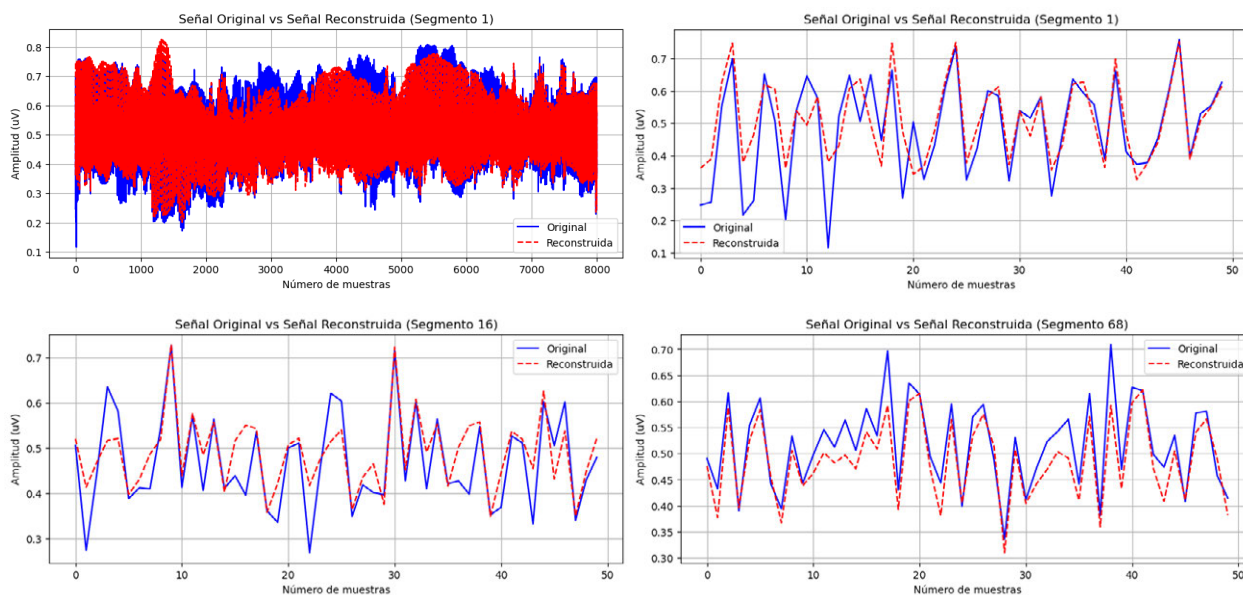 Señal Original vs Señal Reconstruida (Segmento 1)
Amplitud (uV)
0.8
0.7
0.6
0.5
0.4
0.3
0.2
0.1
Original
Reconstruida
0 1000 2000 3000 4000 5000 6000 7000 8000
Número de muestras
Señal Original vs Señal Reconstruida (Segmento 1)
Amplitud (uV)
0.7
0.6
0.5
0.4
0.3
0.2
0.1
Original
Reconstruida
0 10 20 30 40 50
Número de muestras
Señal Original vs Señal Reconstruida (Segmento 16)
Amplitud (uV)
0.7
0.6
0.5
0.4
0.3
Original
Reconstruida
0 10 20 30 40 50
Número de muestras
Señal Original vs Señal Reconstruida (Segmento 68)
Amplitud (uV)
0.70
0.65
0.60
0.55
0.50
0.45
0.40
0.35
0.30
Original
Reconstruida
0 10 20 30 40 50
Número de muestras